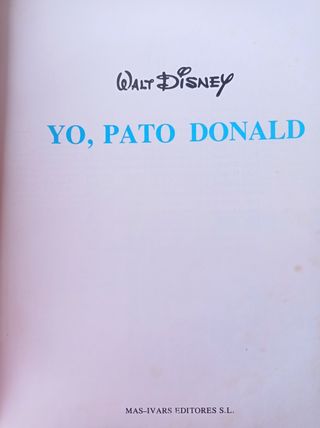 WALT DISNEY
YO, PATO DONALD
MAS-IVARS EDITORES S.L.